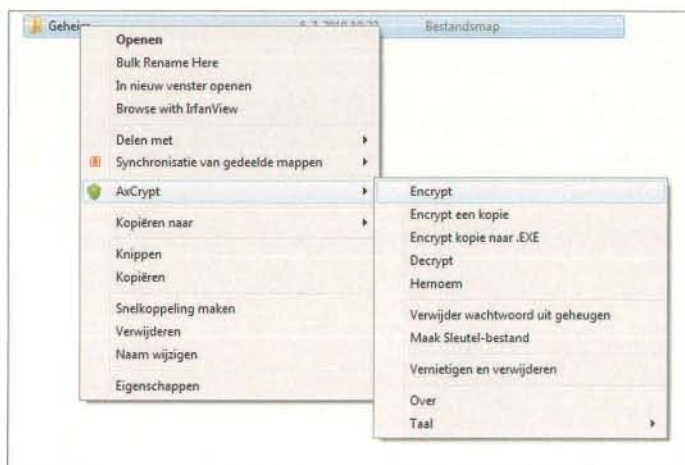 Geheim
Bestandsmap
Openen
Bulk Rename Here
In nieuw venster openen
Browse with IrfanView
Delen met
Synchronisatie van gedeelde mappen
AxCrypt
Kopiëren naar
Knippen
Kopiëren
Snelkoppeling maken
Verwijderen
Naam wijzigen
Eigenschappen
Encrypt
Encrypt een kopie
Encrypt kopie naar .EXE
Decrypt
Hernoem
Verwijder wachtwoord uit geheugen
Maak Sleutel-bestand
Vernietigen en verwijderen
Over
Taal